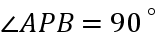 ∠APB = 90°